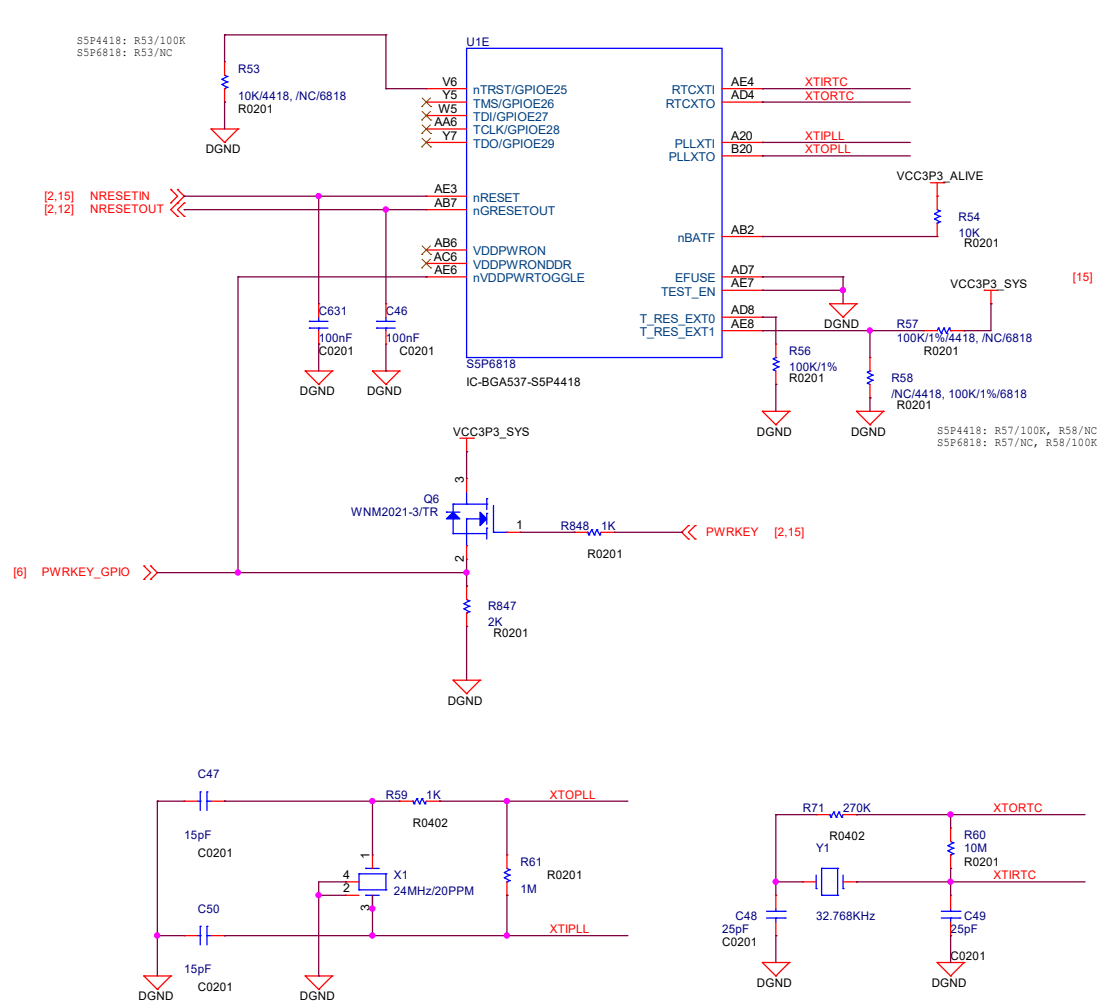 S5P4418: R53/100K
S5P6818: R53/NC
R53
10K/4418, /NC/6818
R0201
DGND
U1E
V6 nTRST/GPIOE25
Y5 TMS/GPIOE26
W5 TDI/GPIOE27
AA6 TCLK/GPIOE28
Y7 TDO/GPIOE29
RTCXTI AE4 XTIRTC
RTCXTO AD4 XTORTC
PLLXTI A20 XTIPLL
PLLXTO B20 XTOPLL
VCC3P3_ALIVE
R54
10K
R0201
[2,15] NRESETIN AE3 nRESET
[2,12] NRESETOUT AB7 nGRESETOUT
nBATF AB2
AB6 VDDPWRON
AC6 VDDPWRONDDR
AE6 nVDDPWRTOGGLE
EFUSE AD7
TEST_EN AE7
DGND
VCC3P3_SYS
[15]
T_RES_EXT0 AD8
T_RES_EXT1 AE8
R57
100K/1%/4418, /NC/6818
R0201
C631
100nF
C0201
DGND
C46
100nF
C0201
DGND
S5P6818
IC-BGA537-S5P4418
R56
100K/1%
R0201
DGND
R58
/NC/4418, 100K/1%/6818
R0201
DGND
S5P4418: R57/100K, R58/NC
S5P6818: R57/NC, R58/100K
VCC3P3_SYS
3
Q6
WNM2021-3/TR
1
R848 1K
R0201
PWRKEY [2,15]
2
[6] PWRKEY_GPIO
R847
2K
R0201
DGND
C47
15pF
C0201
R59 1K
R0402
XTOPLL
1
4
2
3
X1
24MHz/20PPM
R61
R0201
1M
C50
15pF
C0201
XTIPLL
DGND
DGND
R71 270K
R0402
XTORTC
Y1
32.768KHz
R60
10M
R0201
XTIRTC
C48
25pF
C0201
DGND
C49
25pF
C0201
DGND